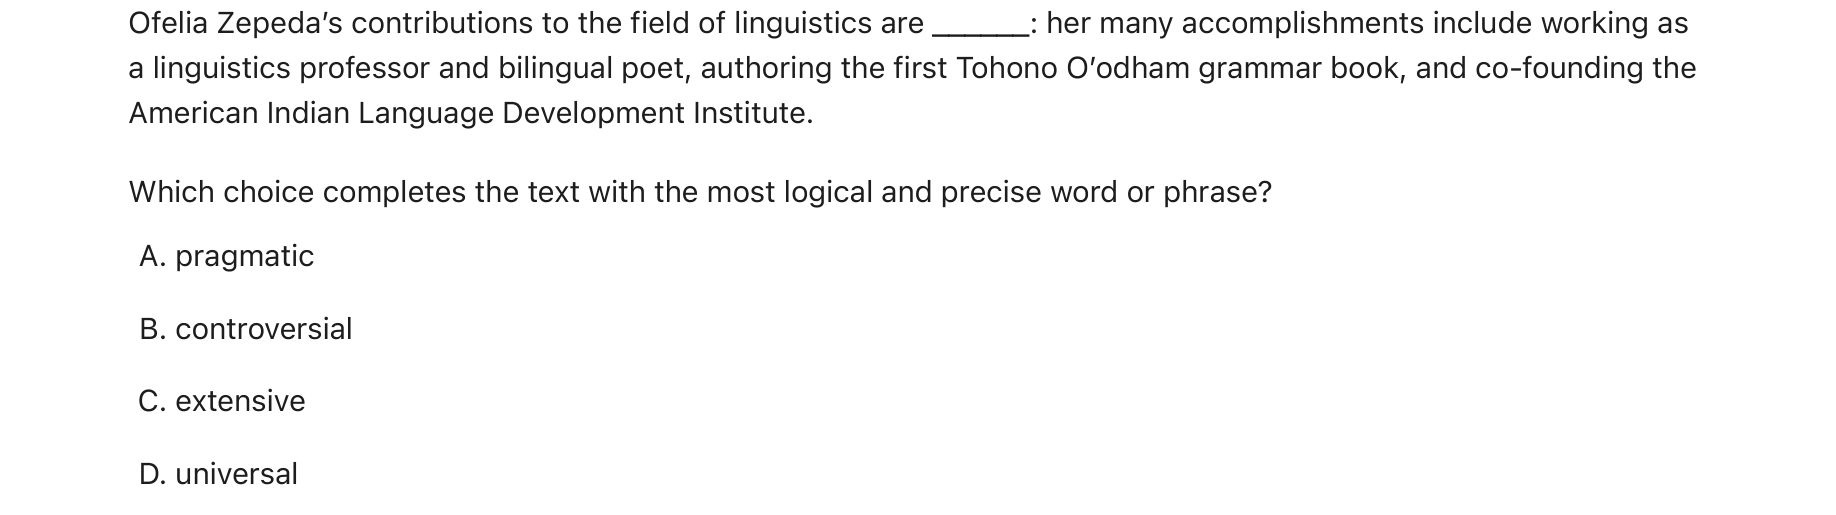 Ofelia Zepeda’s contributions to the field of linguistics are ______: her many accomplishments include working as
a linguistics professor and bilingual poet, authoring the first Tohono O’odham grammar book, and co-founding the
American Indian Language Development Institute.
Which choice completes the text with the most logical and precise word or phrase?
A. pragmatic
B. controversial
C. extensive
D. universal